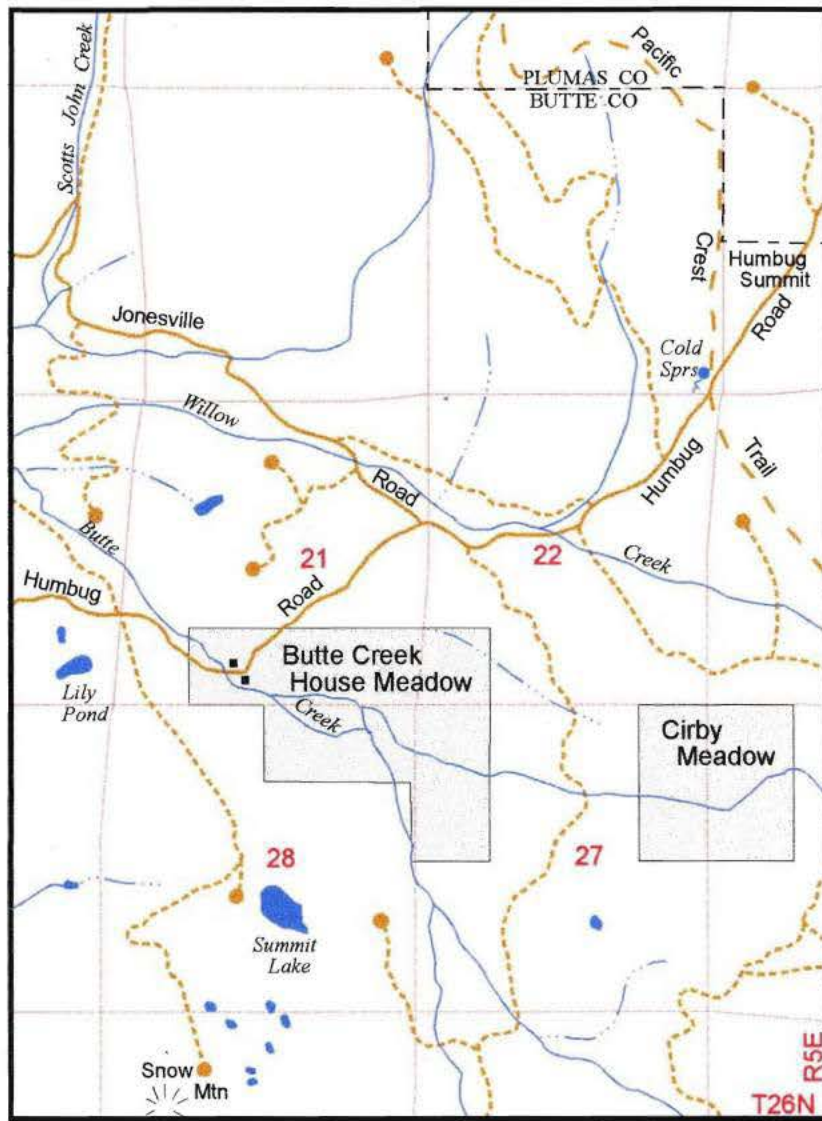 Pacific
PLUMAS CO
BUTTE CO
Scotts John Creek
Crest
Humbug
Summit
Road
Jonesville
Cold
Sprs
Willow
Humbug
Trail
Road
Butte
21
22
Creek
Humbug
Road
Butte Creek
House Meadow
Lily
Pond
Creek
Cirby
Meadow
28
27
Summit
Lake
R5E
Snow
Mtn
T26N